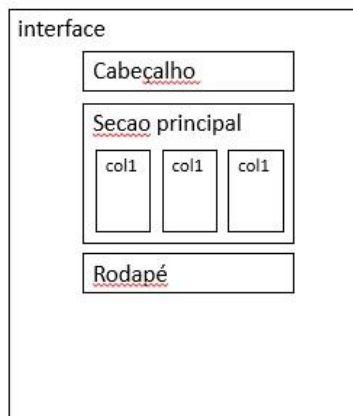 interface
Cabeçalho
Secao principal
col1 col1 col1
Rodapé